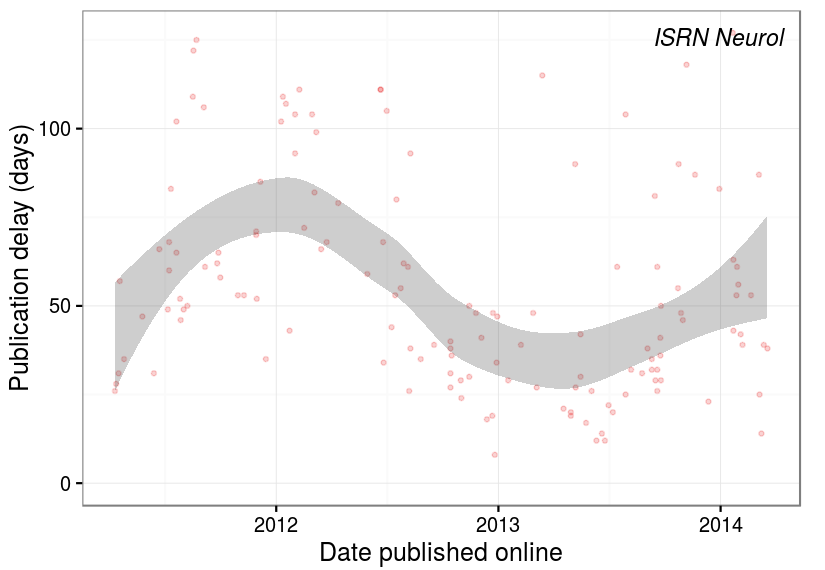 ISRN Neurol
Publication delay (days)
100
50
0
2012 2013 2014
Date published online